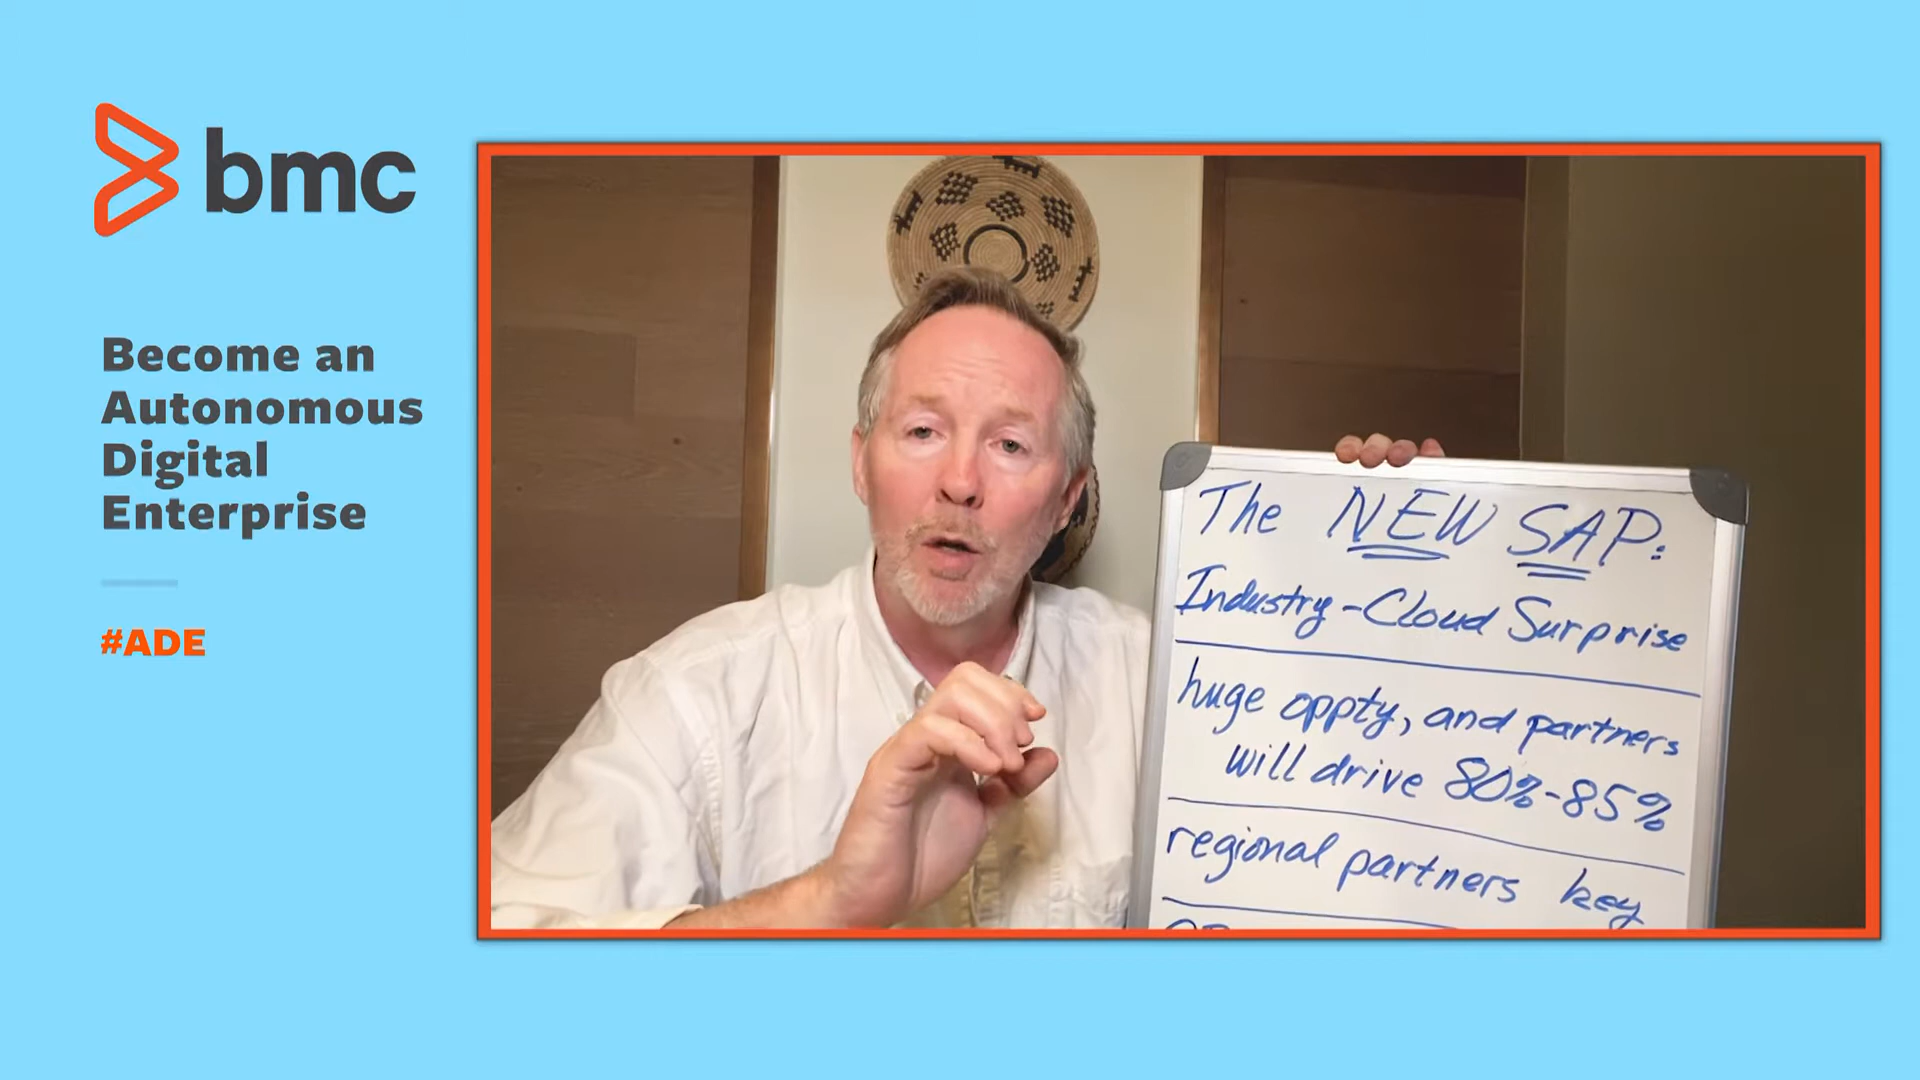 bmc
Become an
Autonomous
Digital
Enterprise
#ADE
The NEW SAP:
Industry-Cloud Surprise
huge oppty, and partners
will drive 80%-85%
regional partners key